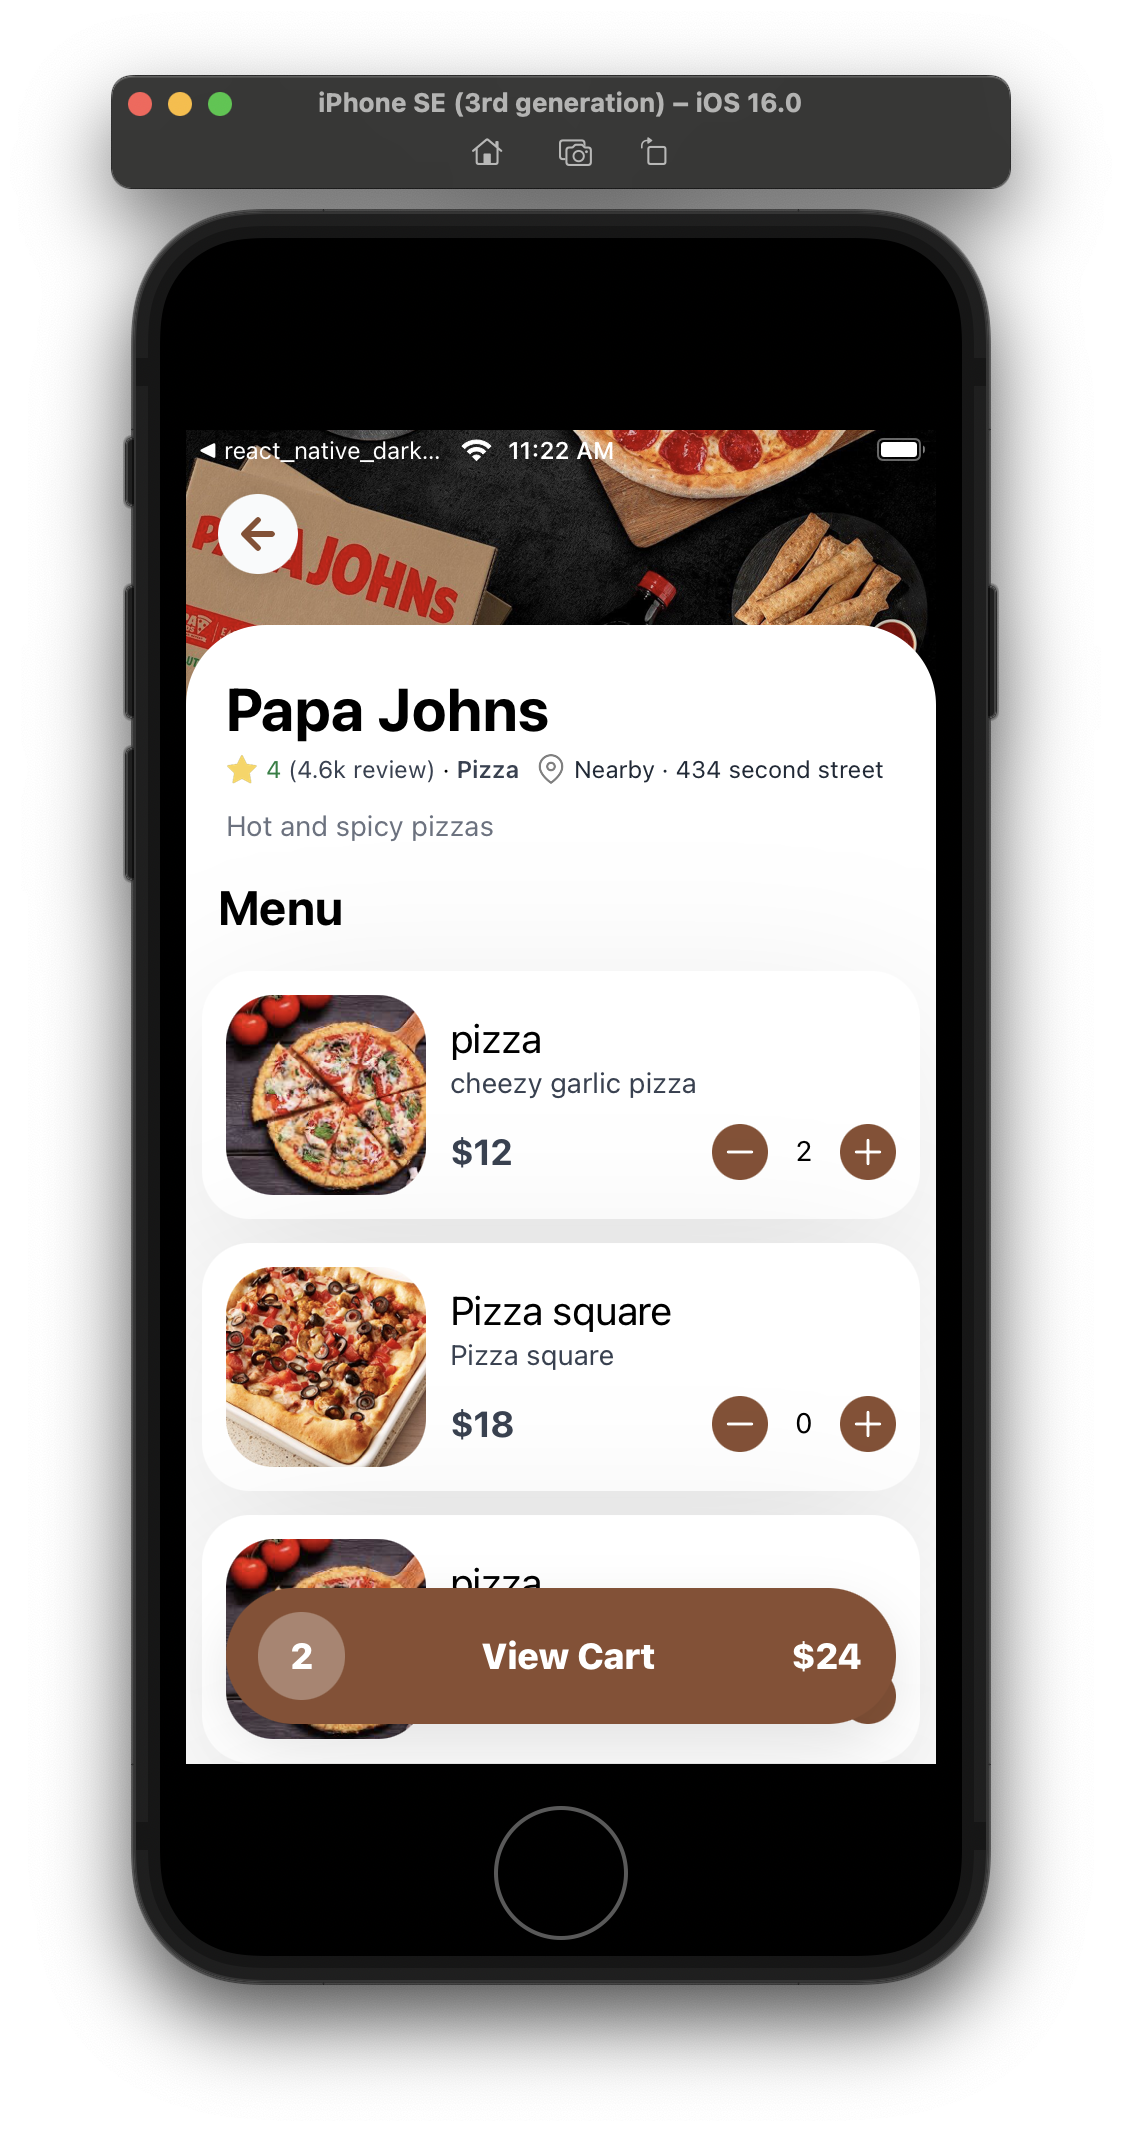 iPhone SE (3rd generation) – iOS 16.0
◀ react_native_dark... 11:22 AM
PAPA JOHNS
Papa Johns
4 (4.6k review) · Pizza Nearby · 434 second street
Hot and spicy pizzas
Menu
pizza
cheezy garlic pizza
$12 2
Pizza square
Pizza square
$18 0
pizza
2 View Cart $24